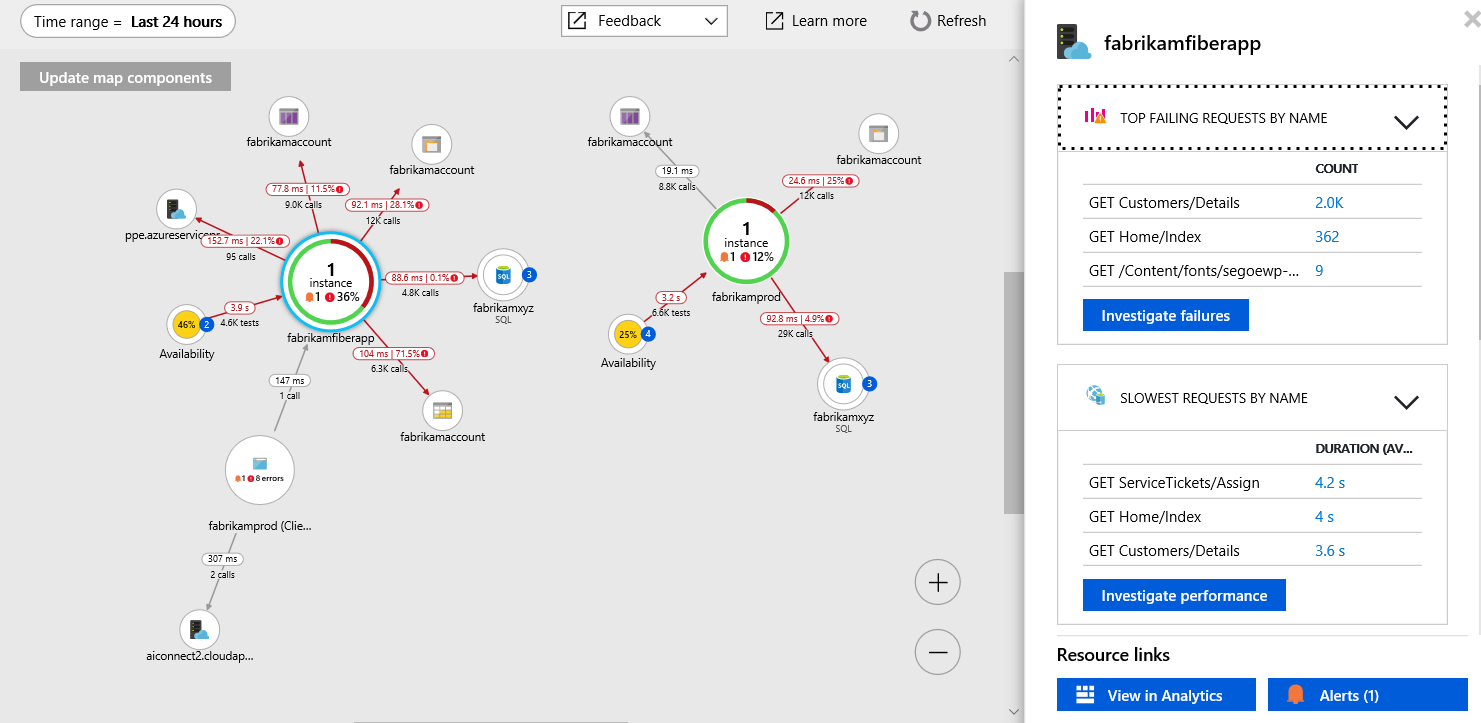 Time range = Last 24 hours
Feedback
Learn more
Refresh
Update map components
fabrikamaccount
fabrikamaccount
77.8 ms | 11.5%
9.0K calls
92.1 ms | 28.1%
12K calls
ppe.azureservicepr
152.7 ms | 22.1%
95 calls
1
instance
1 36%
fabrikamfiberapp
88.6 ms | 0.1%
4.8K calls
SQL
3
fabrikamxyz
SQL
3.9 s
4.6K tests
46%
2
Availability
104 ms | 71.5%
6.3K calls
fabrikamaccount
147 ms
1 call
1 8 errors
fabrikamprod (Clie...
307 ms
2 calls
aiconnect2.cloudap...
fabrikamaccount
fabrikamaccount
19.1 ms
8.8K calls
24.6 ms | 25%
12K calls
1
instance
1 12%
fabrikamprod
3.2 s
6.6K tests
25%
4
Availability
92.8 ms | 4.9%
29K calls
SQL
3
fabrikamxyz
SQL
fabrikamfiberapp
TOP FAILING REQUESTS BY NAME
COUNT
GET Customers/Details 2.0K
GET Home/Index 362
GET /Content/fonts/segoewp-... 9
Investigate failures
SLOWEST REQUESTS BY NAME
DURATION (AV...
GET ServiceTickets/Assign 4.2 s
GET Home/Index 4 s
GET Customers/Details 3.6 s
Investigate performance
Resource links
View in Analytics
Alerts (1)